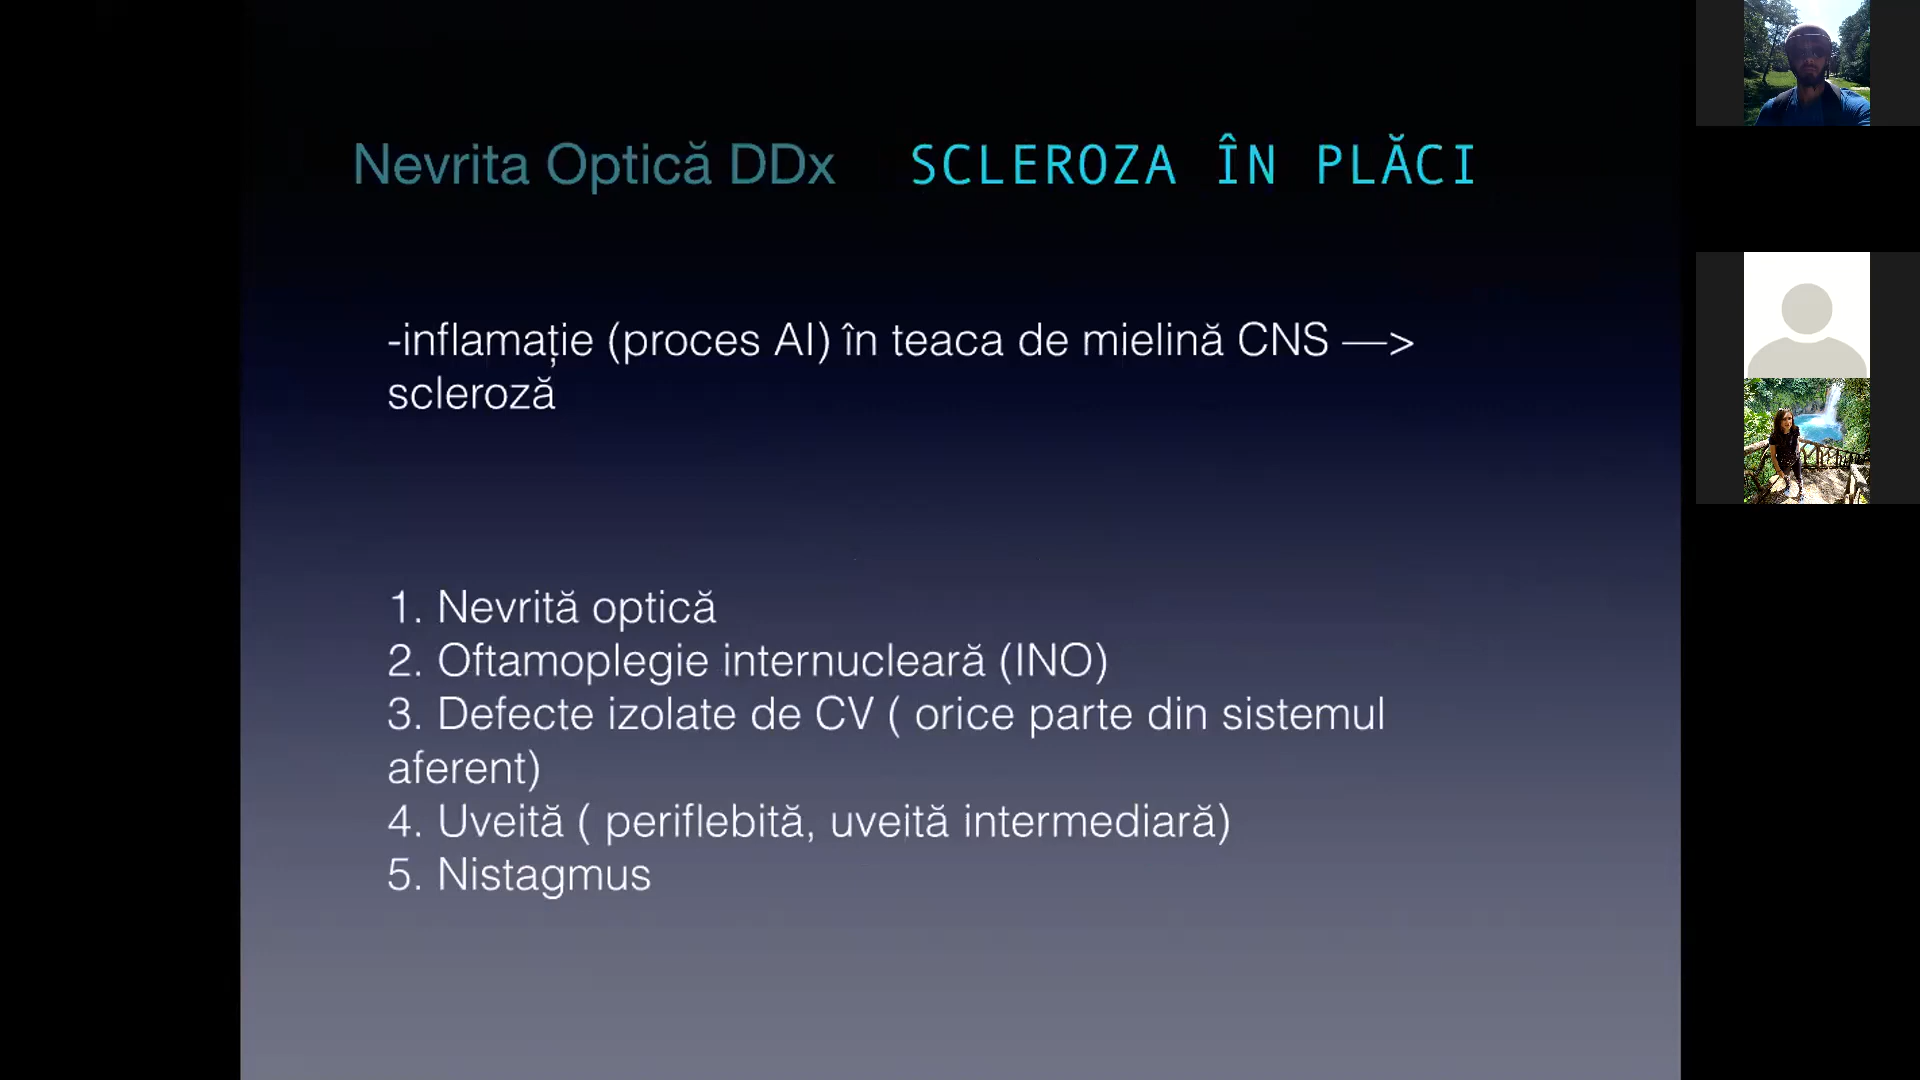 Nevrita Optică DDx SCLEROZA ÎN PLĂCI
-inflamație (proces AI) în teaca de mielină CNS —>
scleroză
1. Nevrită optică
2. Oftamoplegie internucleară (INO)
3. Defecte izolate de CV ( orice parte din sistemul
aferent)
4. Uveită ( periflebită, uveită intermediară)
5. Nistagmus